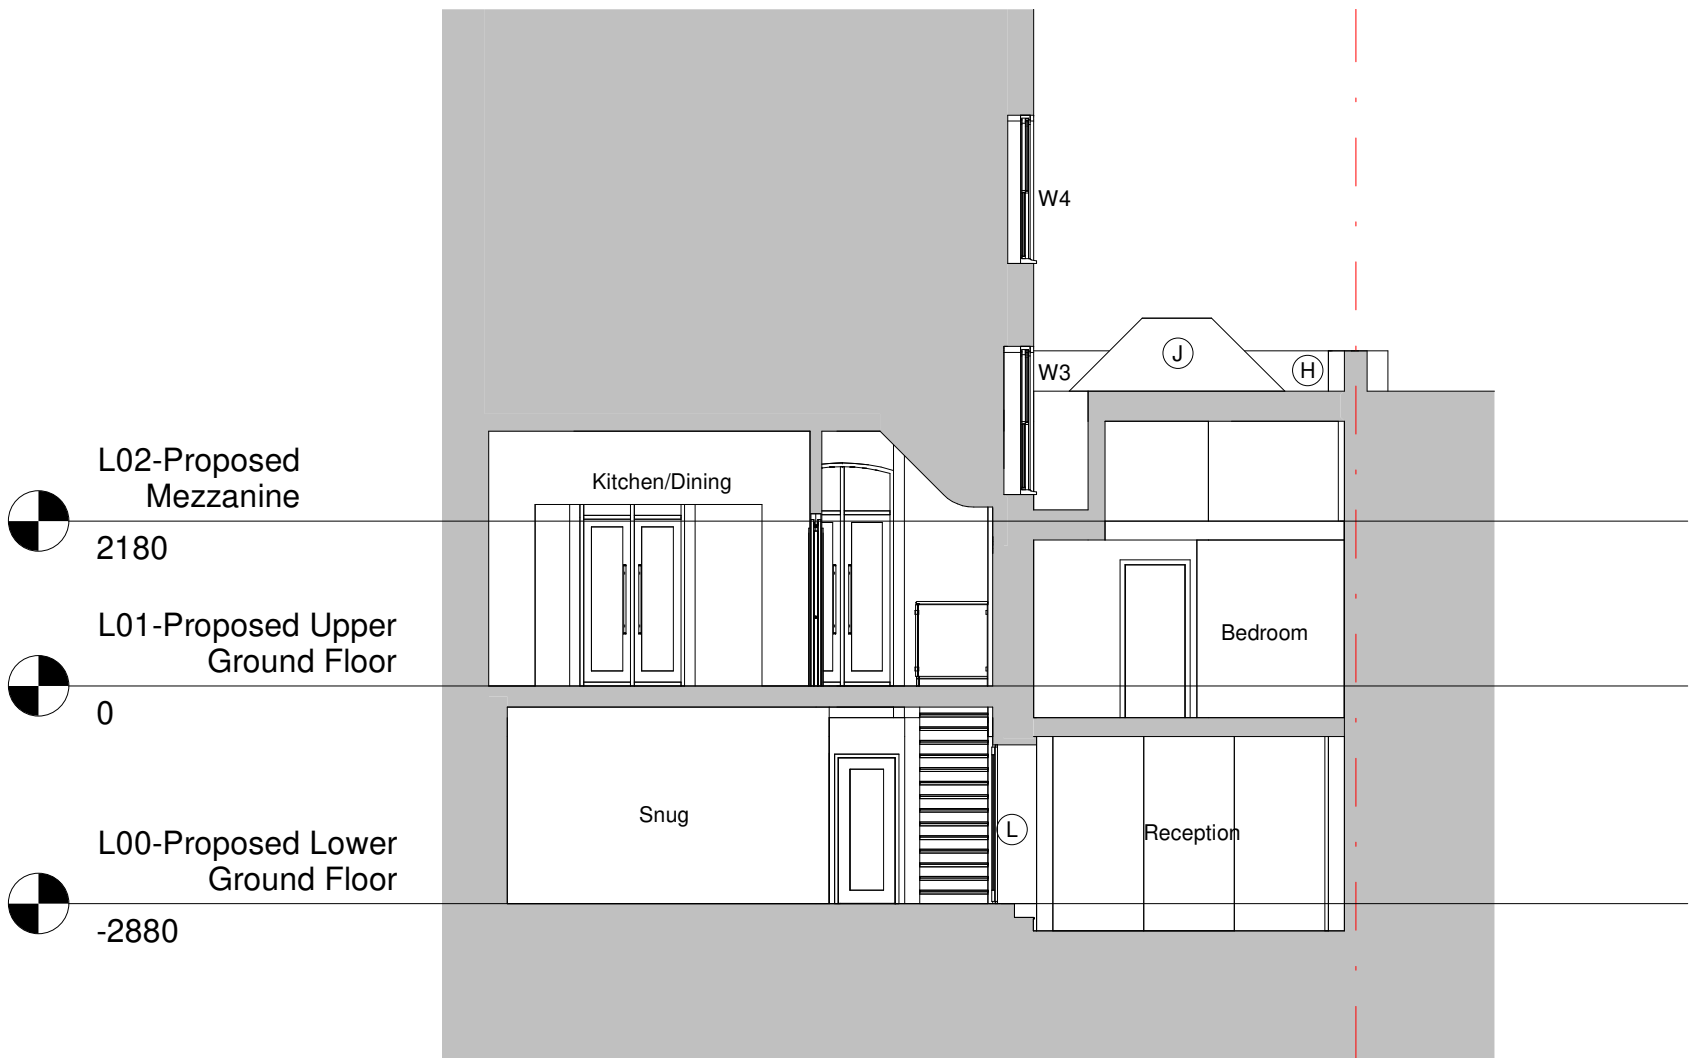 W4
J
H
W3
L02-Proposed
Mezzanine
2180
Kitchen/Dining
L01-Proposed Upper
Ground Floor
0
Bedroom
L00-Proposed Lower
Ground Floor
-2880
Snug
L
Reception